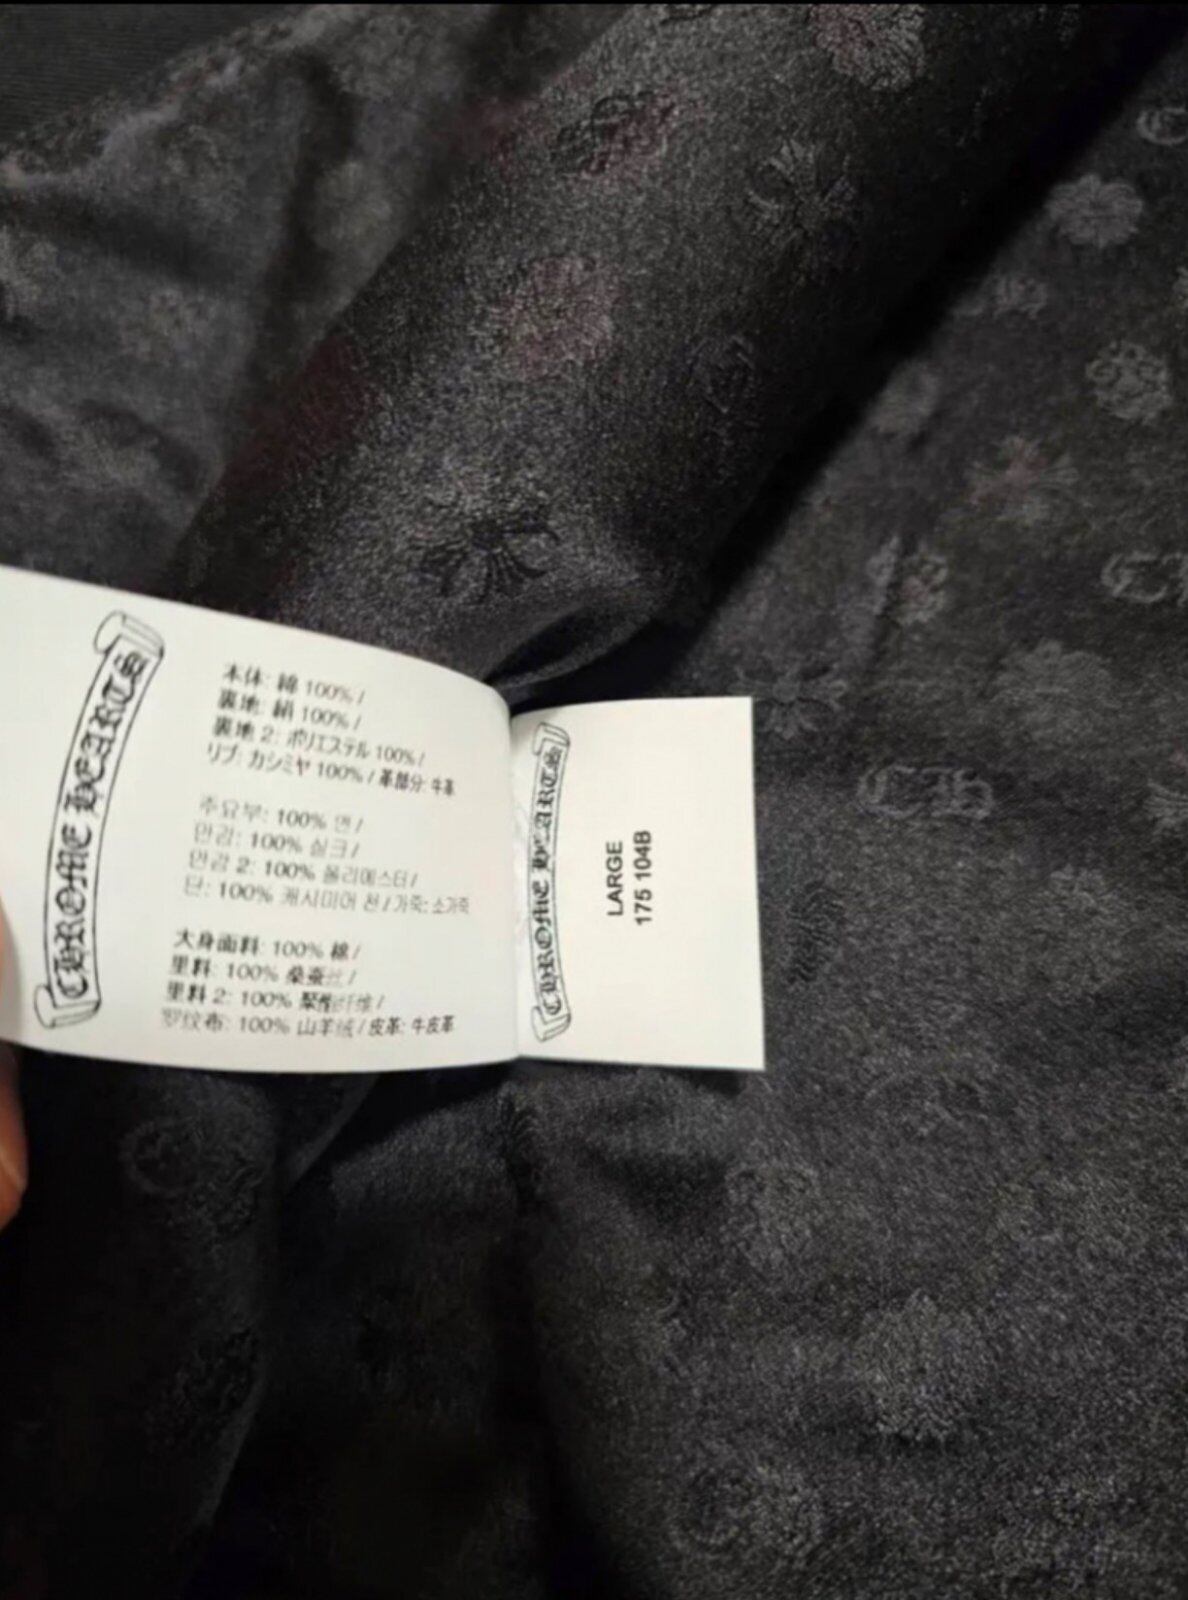 CHROME HEARTS
本体: 綿 100% /
裏地: 絹 100% /
裏地 2: ポリエステル 100% /
リブ: カシミヤ 100% / 革部分: 牛革
주요부: 100% 면 /
안감: 100% 실크 /
안감 2: 100% 폴리에스터 /
단: 100% 캐시미어 천 / 가죽: 소가죽
大身面料: 100% 綿 /
里料: 100% 桑蚕丝 /
里料 2: 100% 聚酯纤维 /
罗纹布: 100% 山羊绒 / 皮革: 牛皮革
CHROME HEARTS
LARGE
175 104B
CH
CH